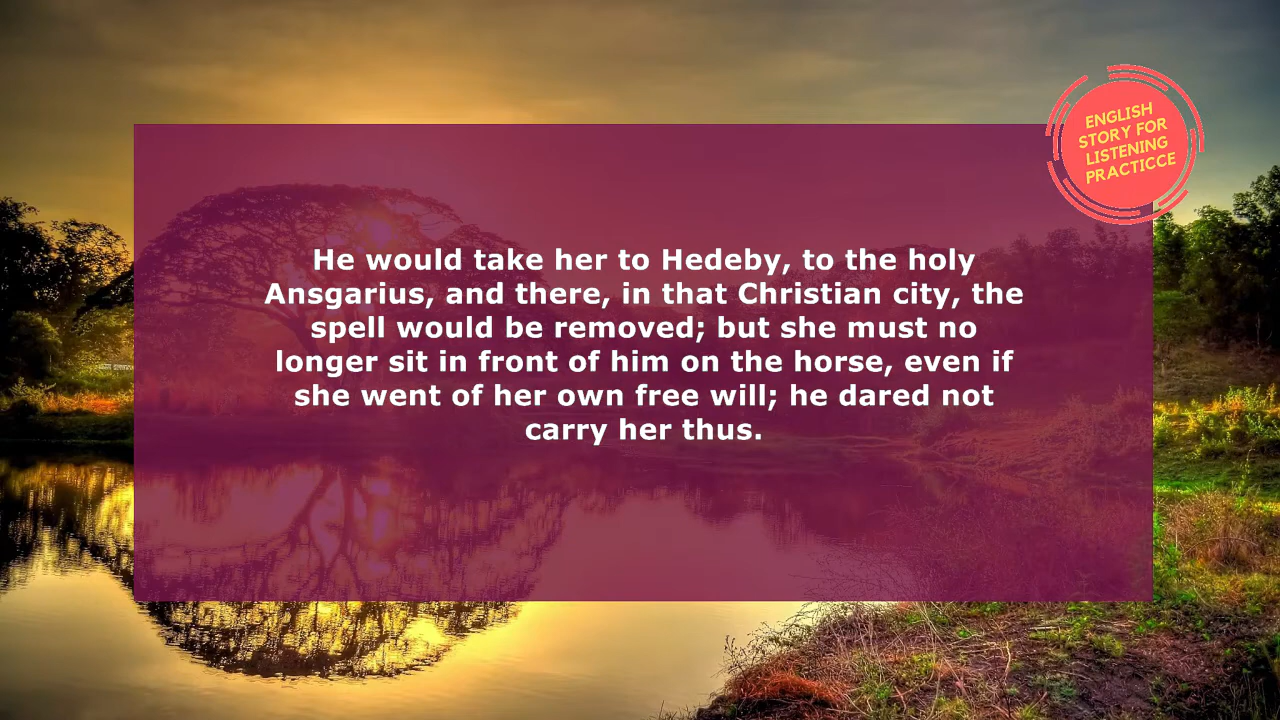 ENGLISH
STORY FOR
LISTENING
PRACTICCE
He would take her to Hedeby, to the holy
Ansgarius, and there, in that Christian city, the
spell would be removed; but she must no
longer sit in front of him on the horse, even if
she went of her own free will; he dared not
carry her thus.